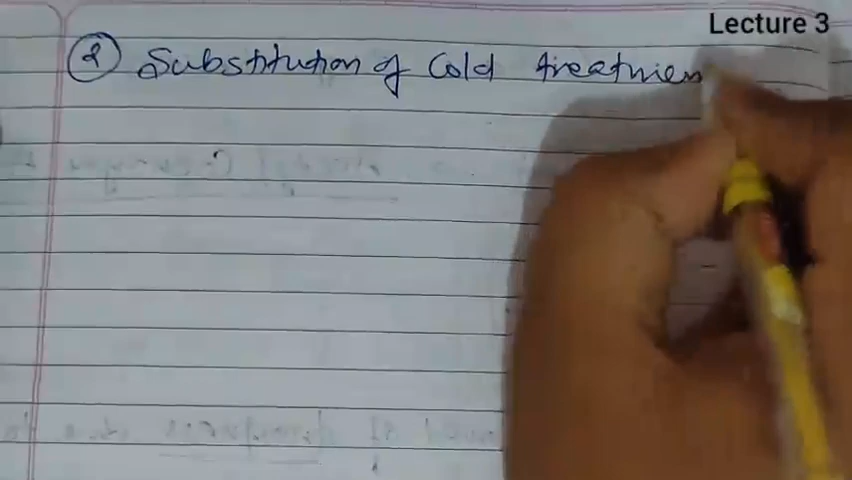 Lecture 3
② Substitution of Cold treatmen